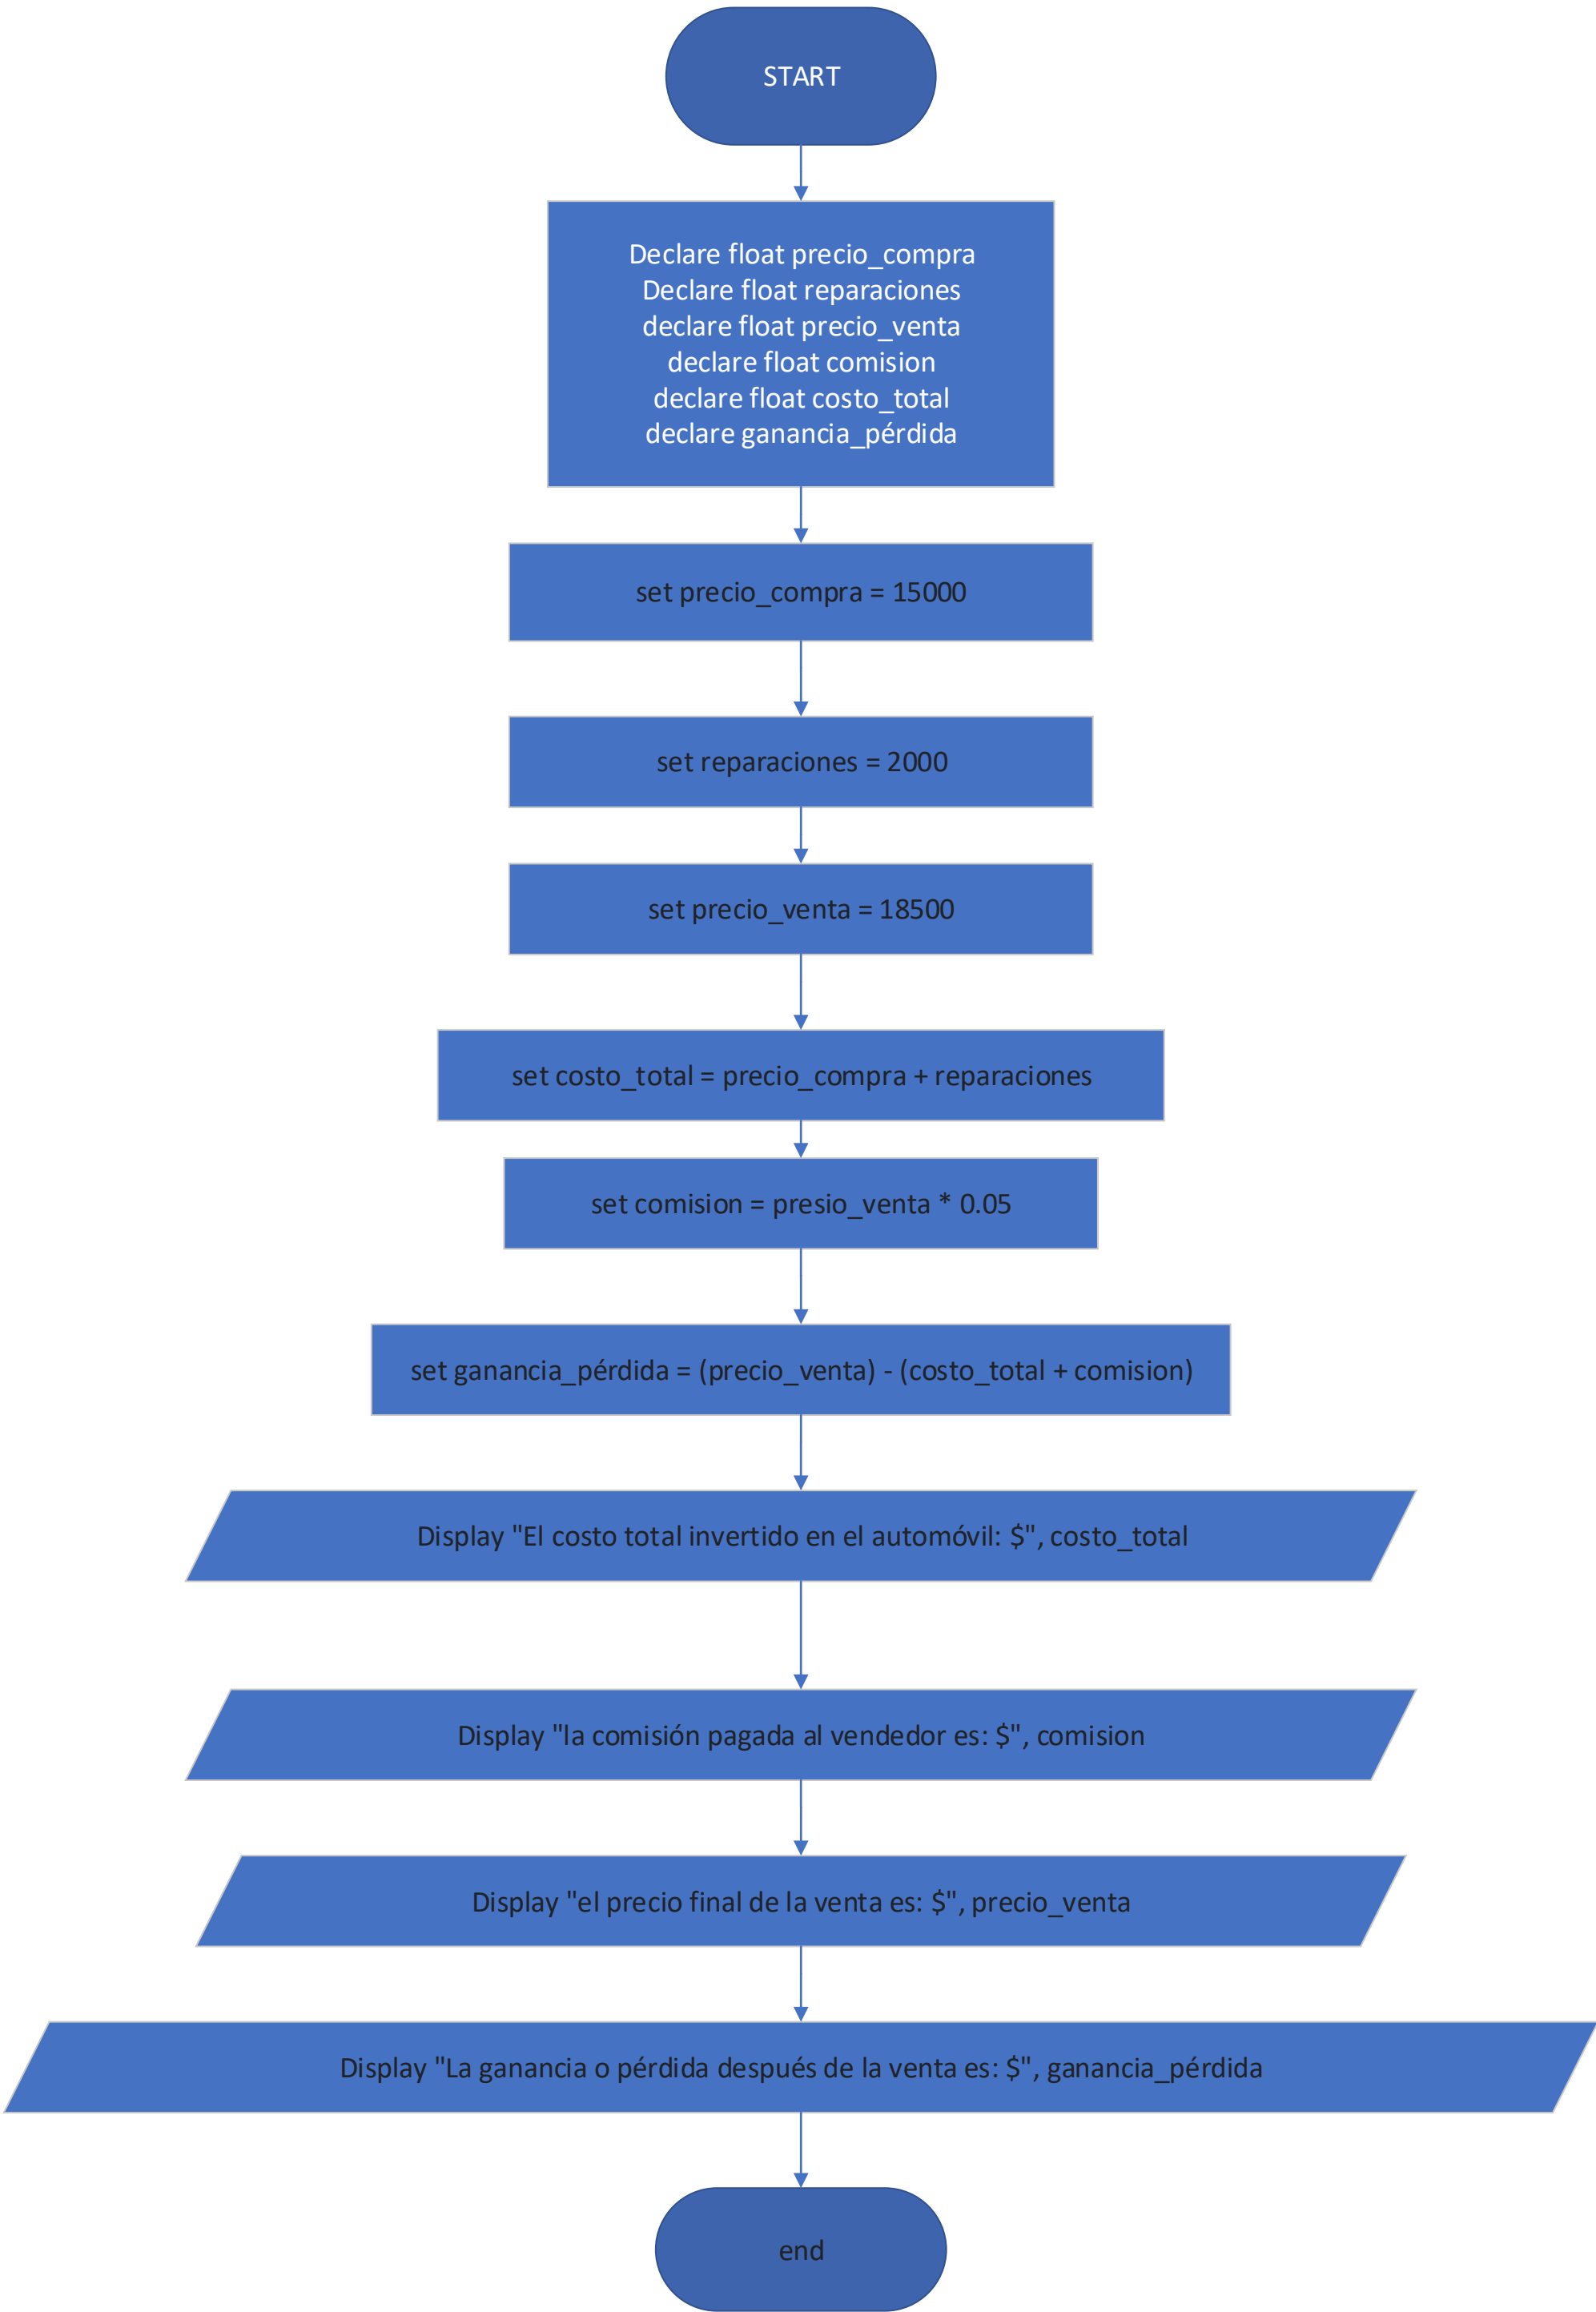 START
Declare float precio_compra
Declare float reparaciones
declare float precio_venta
declare float comision
declare float costo_total
declare ganancia_pérdida
set precio_compra = 15000
set reparaciones = 2000
set precio_venta = 18500
set costo_total = precio_compra + reparaciones
set comision = presio_venta * 0.05
set ganancia_pérdida = (precio_venta) - (costo_total + comision)
Display "El costo total invertido en el automóvil: $", costo_total
Display "la comisión pagada al vendedor es: $", comision
Display "el precio final de la venta es: $", precio_venta
Display "La ganancia o pérdida después de la venta es: $", ganancia_pérdida
end